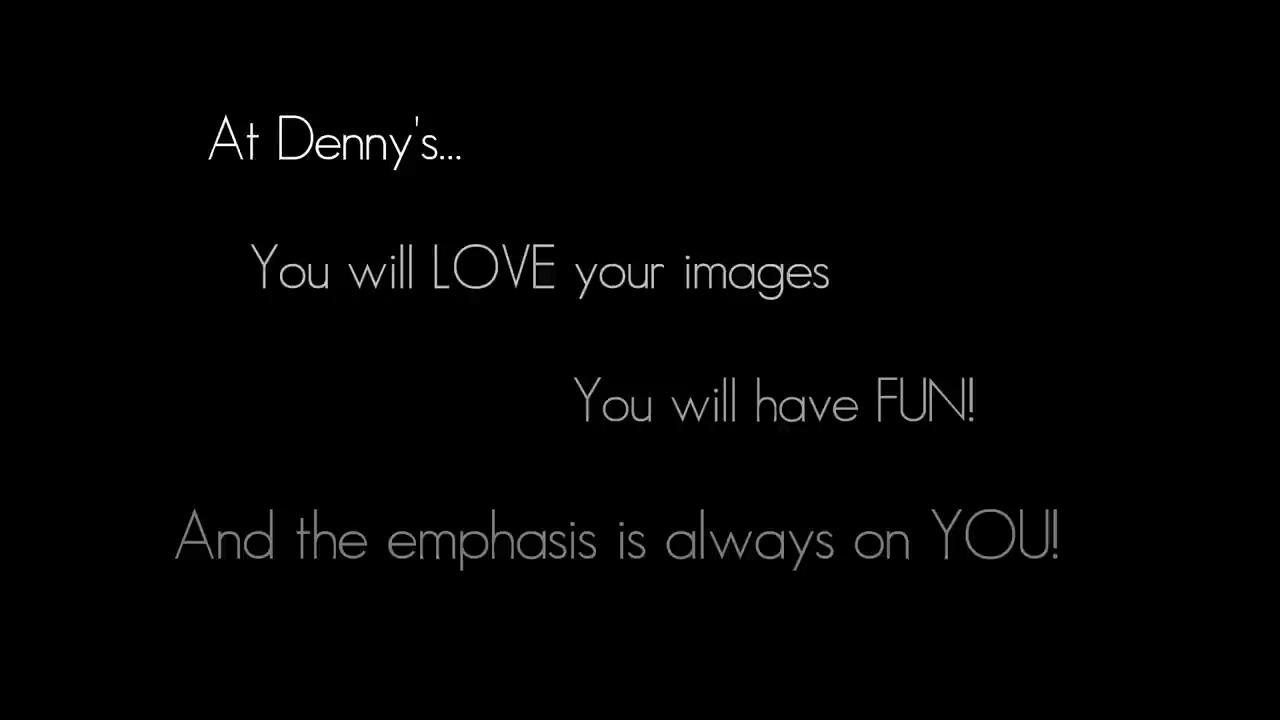 At Denny's...
You will LOVE your images
You will have FUN!
And the emphasis is always on YOU!